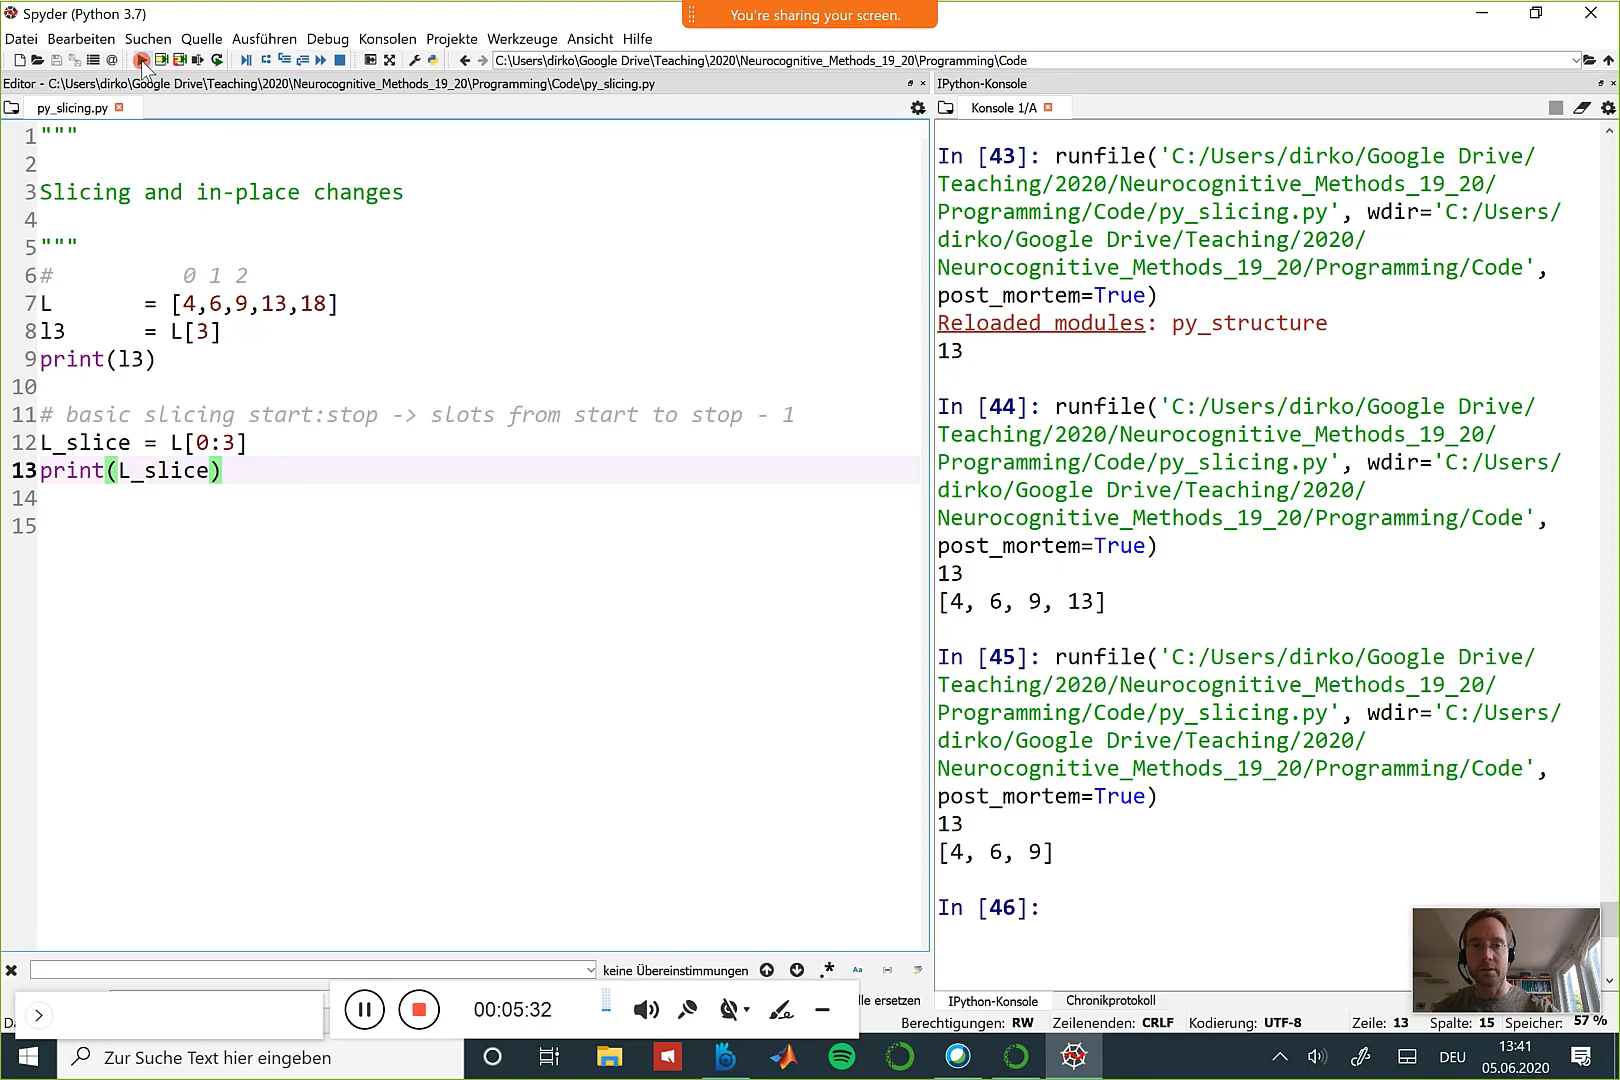 Spyder (Python 3.7)
You're sharing your screen.
Datei Bearbeiten Suchen Quelle Ausführen Debug Konsolen Projekte Werkzeuge Ansicht Hilfe
C:\Users\dirko\Google Drive\Teaching\2020\Neurocognitive_Methods_19_20\Programming\Code
Editor - C:\Users\dirko\Google Drive\Teaching\2020\Neurocognitive_Methods_19_20\Programming\Code\py_slicing.py
py_slicing.py
1 """
2
3 Slicing and in-place changes
4
5 """
6 # 0 1 2
7 L = [4,6,9,13,18]
8 l3 = L[3]
9 print(l3)
10
11 # basic slicing start:stop -> slots from start to stop - 1
12 L_slice = L[0:3]
13 print(L_slice)
14
15
IPython-Konsole
Konsole 1/A
In [43]: runfile('C:/Users/dirko/Google Drive/
Teaching/2020/Neurocognitive_Methods_19_20/
Programming/Code/py_slicing.py', wdir='C:/Users/
dirko/Google Drive/Teaching/2020/
Neurocognitive_Methods_19_20/Programming/Code',
post_mortem=True)
Reloaded modules: py_structure
13
In [44]: runfile('C:/Users/dirko/Google Drive/
Teaching/2020/Neurocognitive_Methods_19_20/
Programming/Code/py_slicing.py', wdir='C:/Users/
dirko/Google Drive/Teaching/2020/
Neurocognitive_Methods_19_20/Programming/Code',
post_mortem=True)
13
[4, 6, 9, 13]
In [45]: runfile('C:/Users/dirko/Google Drive/
Teaching/2020/Neurocognitive_Methods_19_20/
Programming/Code/py_slicing.py', wdir='C:/Users/
dirko/Google Drive/Teaching/2020/
Neurocognitive_Methods_19_20/Programming/Code',
post_mortem=True)
13
[4, 6, 9]
In [46]:
keine Übereinstimmungen
.* Aa
00:05:32
le ersetzen
IPython-Konsole Chronikprotokoll
Berechtigungen: RW Zeilenenden: CRLF Kodierung: UTF-8 Zeile: 13 Spalte: 15 Speicher: 57 %
Zur Suche Text hier eingeben
DEU
13:41
05.06.2020